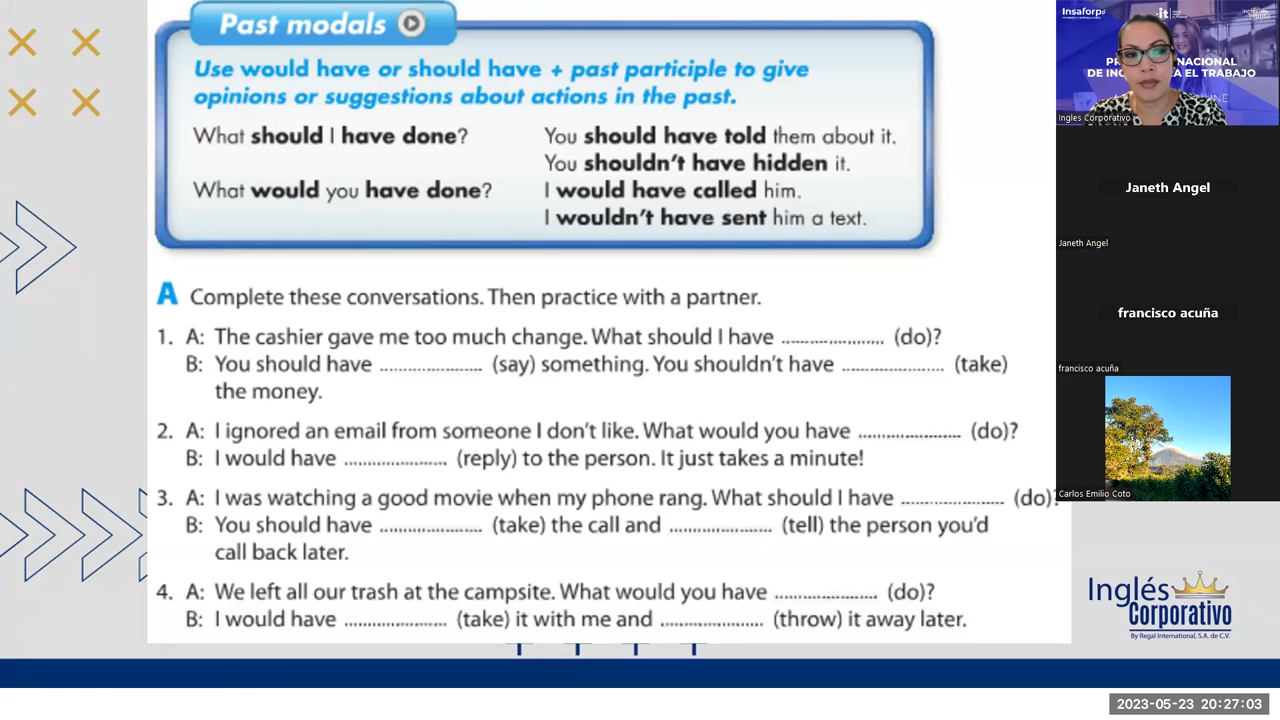 Past modals
Use would have or should have + past participle to give
opinions or suggestions about actions in the past.
What should I have done?
You should have told them about it.
You shouldn't have hidden it.
What would you have done?
I would have called him.
I wouldn't have sent him a text.
A Complete these conversations. Then practice with a partner.
1. A: The cashier gave me too much change. What should I have ........................ (do)?
B: You should have ........................ (say) something. You shouldn't have ........................ (take)
the money.
2. A: I ignored an email from someone I don't like. What would you have ........................ (do)?
B: I would have ........................ (reply) to the person. It just takes a minute!
3. A: I was watching a good movie when my phone rang. What should I have ........................ (do)?
B: You should have ........................ (take) the call and ........................ (tell) the person you'd
call back later.
4. A: We left all our trash at the campsite. What would you have ........................ (do)?
B: I would have ........................ (take) it with me and ........................ (throw) it away later.
Insaforp
NACIONAL
DE
A EL TRABAJO
Ingles Corporativo
Janeth Angel
Janeth Angel
francisco acuña
francisco acuña
Carlos Emilio Coto
Inglés
Corporativo
By Regal International, S.A. de C.V.
2023-05-23 20:27:03